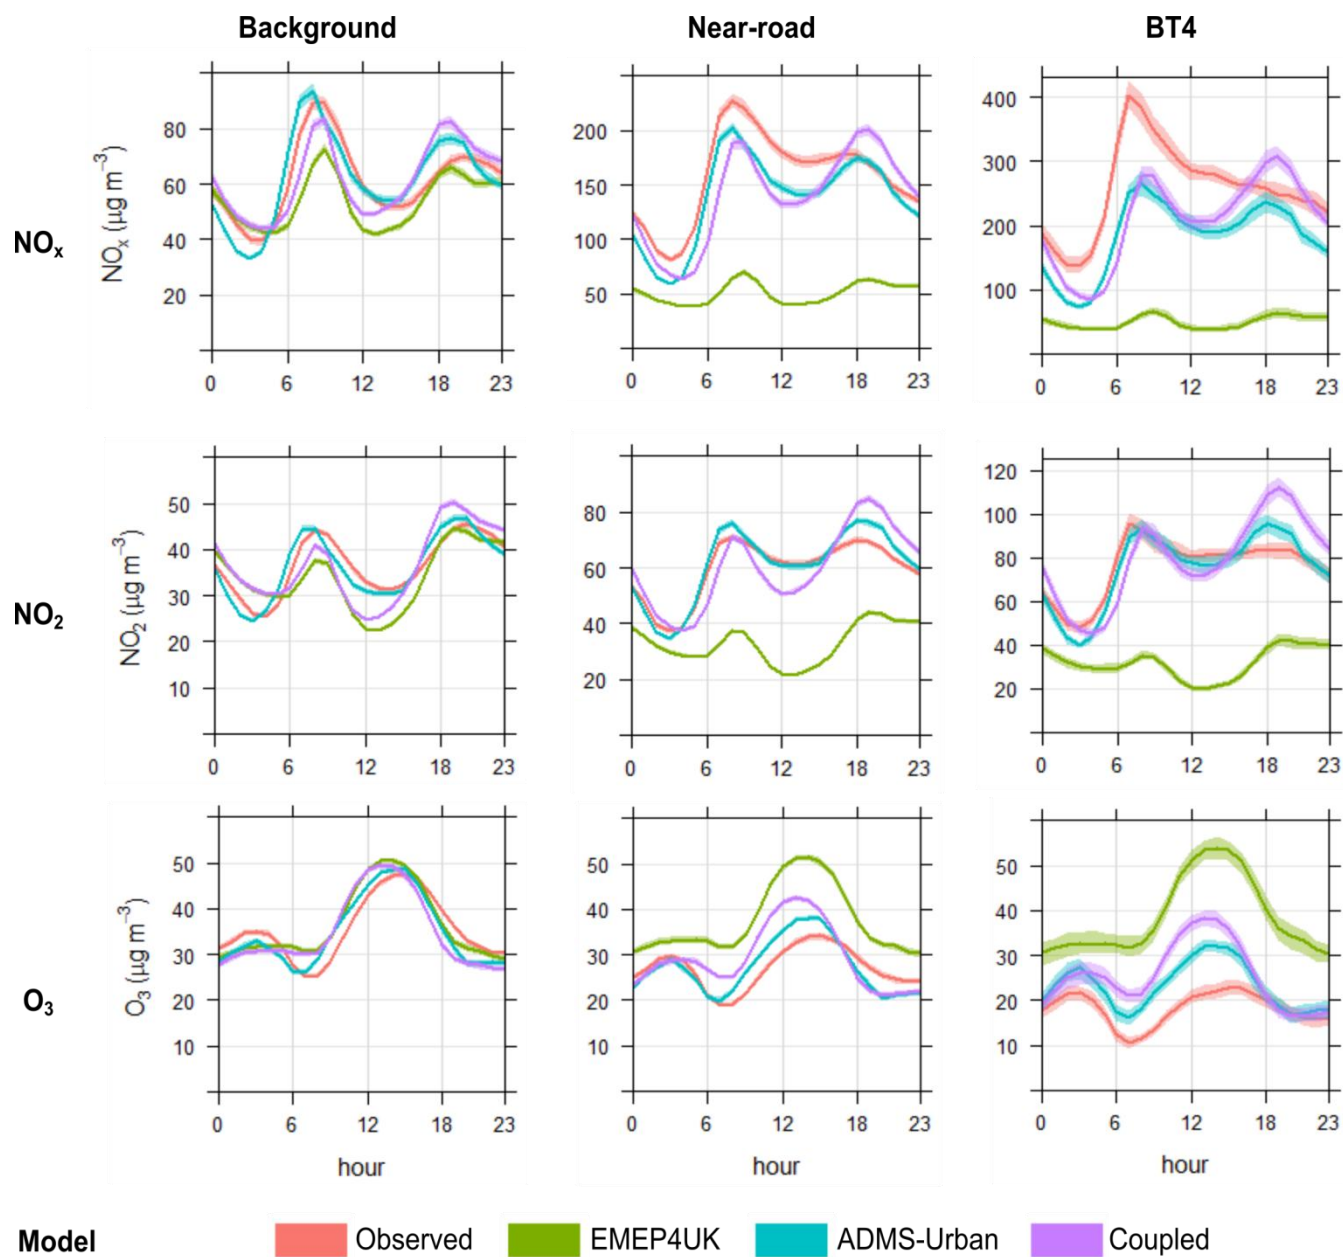 Background Near-road BT4
NOx
NOx (µg m−3)
80
60
40
20
0 6 12 18 23
200
150
100
50
0 6 12 18 23
400
300
200
100
0 6 12 18 23
NO2
NO2 (µg m−3)
50
40
30
20
10
0 6 12 18 23
80
60
40
20
0 6 12 18 23
120
100
80
60
40
20
0 6 12 18 23
O3
O3 (µg m−3)
50
40
30
20
10
0 6 12 18 23
hour
50
40
30
20
10
0 6 12 18 23
hour
50
40
30
20
10
0 6 12 18 23
hour
Model Observed EMEP4UK ADMS-Urban Coupled